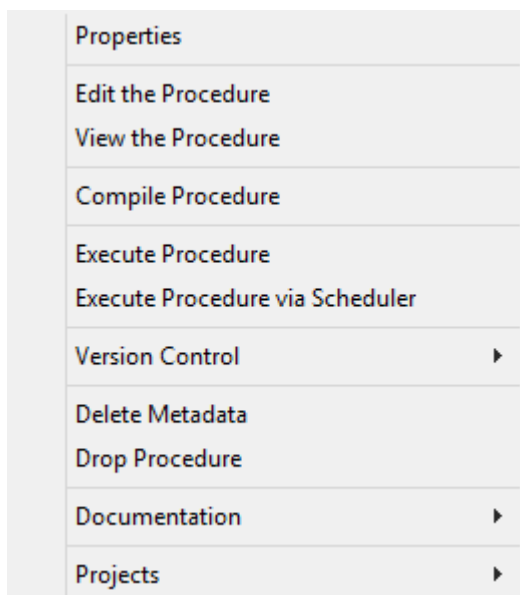 Properties
Edit the Procedure
View the Procedure
Compile Procedure
Execute Procedure
Execute Procedure via Scheduler
Version Control
Delete Metadata
Drop Procedure
Documentation
Projects